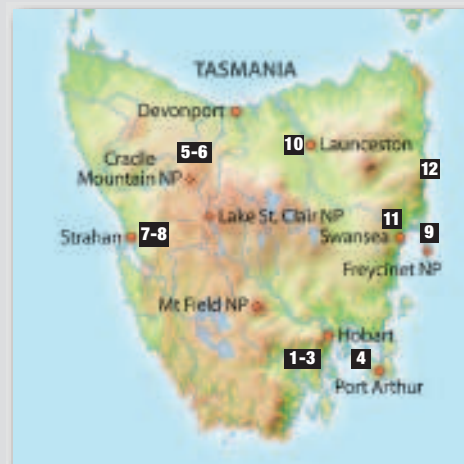 TASMANIA
Devonport
10 Launceston
5-6
Cradle
Mountain NP
12
Lake St. Clair NP
11
9
Strahan 7-8
Swansea
Freycinet NP
Mt Field NP
Hobart
1-3 4
Port Arthur